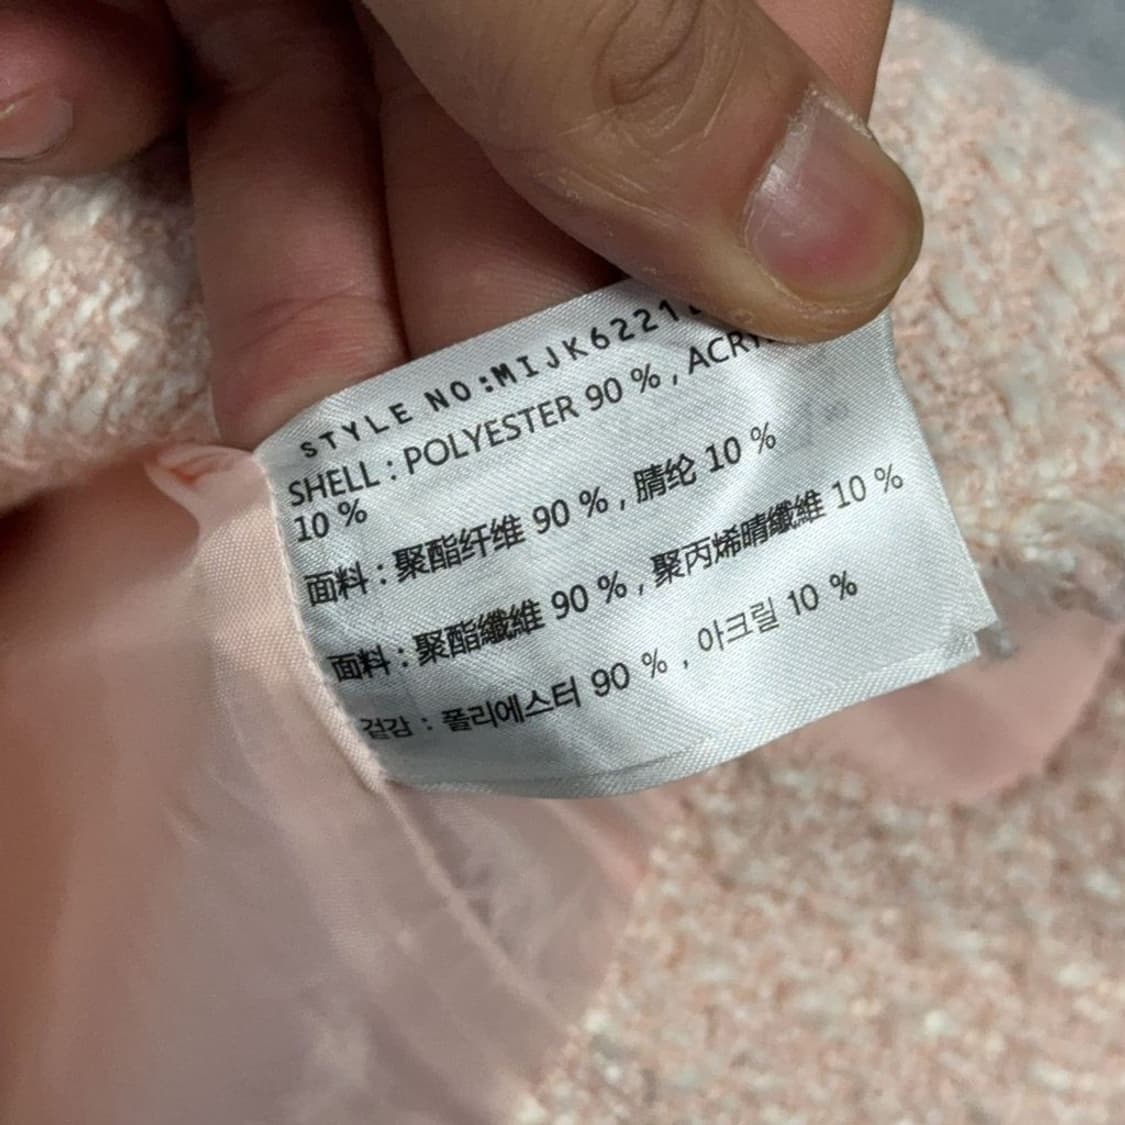 STYLE NO:MIJK6221
SHELL : POLYESTER 90 % ,
10 %
面料 : 聚酯纤维 90 % , 腈纶 10 %
面料 : 聚酯纖維 90 % , 聚丙烯晴纖維 10 %
겉감 : 폴리에스터 90 % , 아크릴 10 %